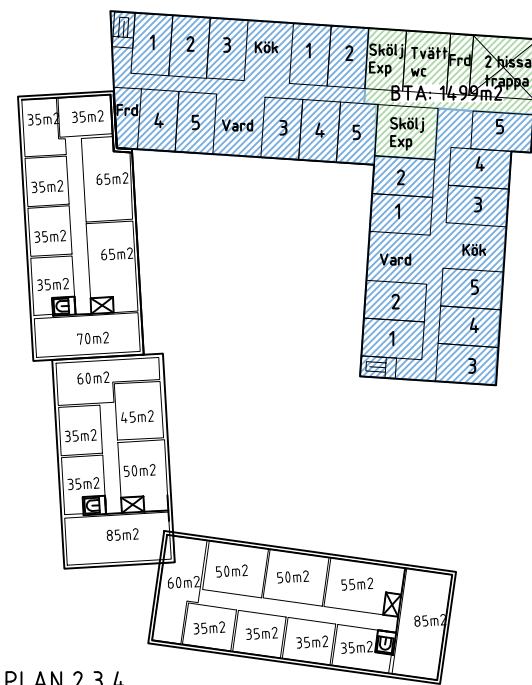 1
2
3
Kök
1
2
Skölj
Exp
Tvätt
wc
Frd
2 hissa
trappa
BTA: 1499m2
Frd
4
5
Vard
3
4
5
Skölj
Exp
5
4
3
2
1
Vard
Kök
2
1
5
4
3
35m2
35m2
35m2
65m2
35m2
65m2
35m2
70m2
60m2
45m2
35m2
35m2
50m2
85m2
60m2
50m2
50m2
55m2
85m2
35m2
35m2
35m2
35m2
PLAN 2,3,4